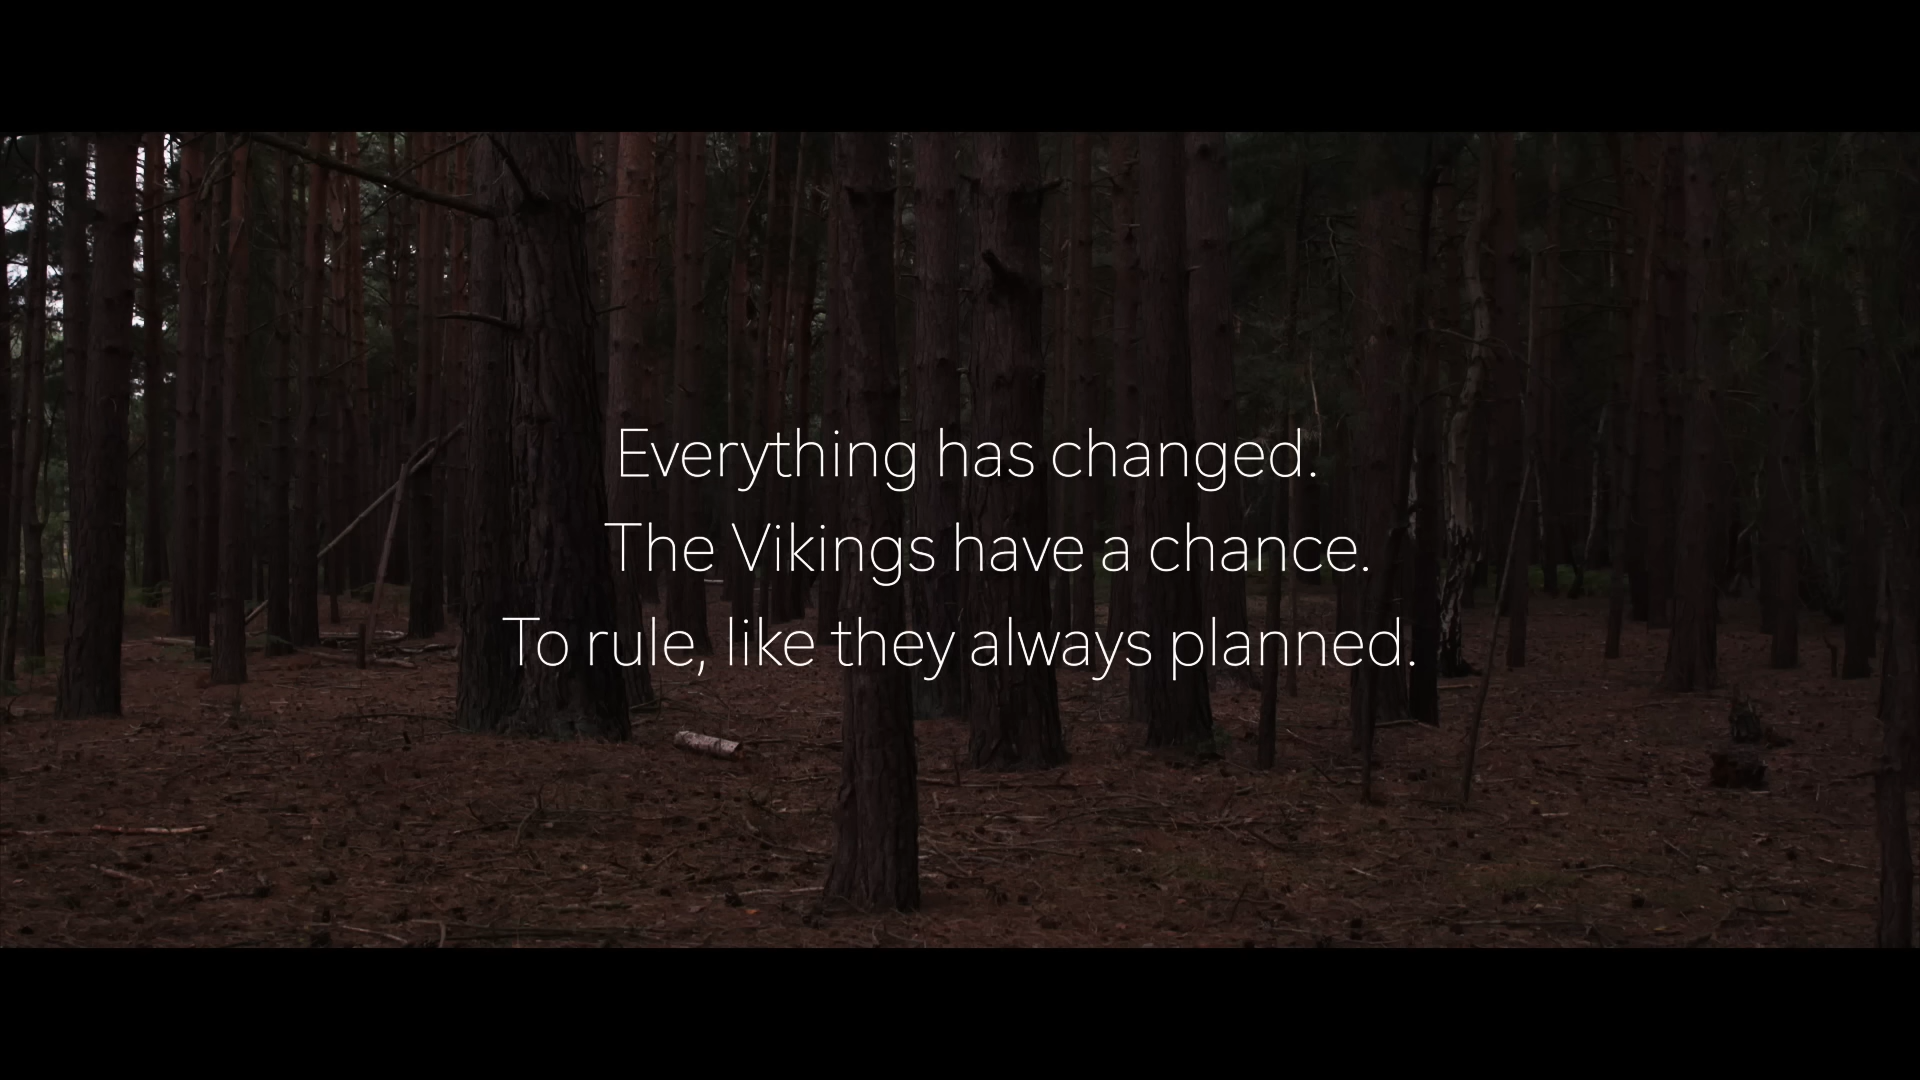 Everything has changed.
The Vikings have a chance.
To rule, like they always planned.